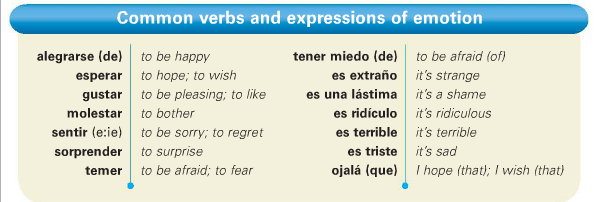 Common verbs and expressions of emotion
alegrarse (de) to be happy
esperar to hope; to wish
gustar to be pleasing; to like
molestar to bother
sentir (e:ie) to be sorry; to regret
sorprender to surprise
temer to be afraid; to fear
tener miedo (de) to be afraid (of)
es extraño it's strange
es una lástima it's a shame
es ridículo it's ridiculous
es terrible it's terrible
es triste it's sad
ojalá (que) I hope (that); I wish (that)